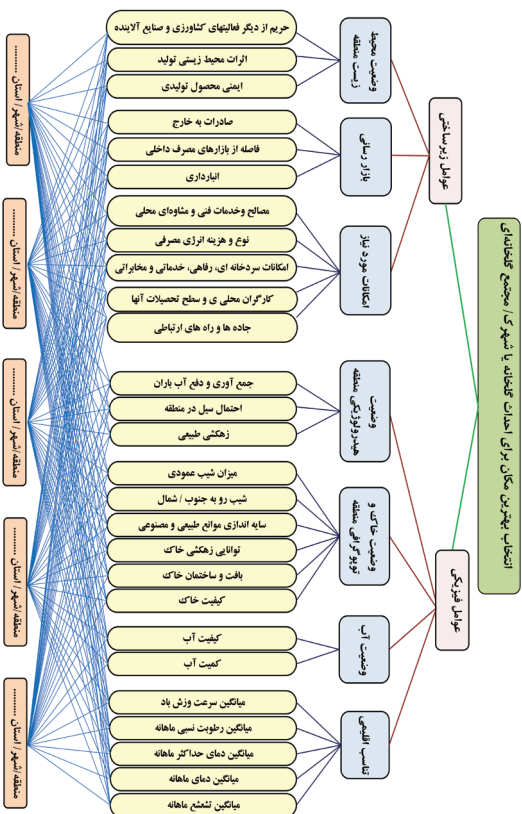 انتخاب بهترین مکان برای احداث گلخانه یا شهرک/ مجتمع گلخانه‌ای
عوامل زیرساختی
عوامل فیزیکی
وضعیت محیط
زیست منطقه
بازار رسانی
امکانات مورد نیاز
وضعیت
هیدرولوژیکی منطقه
وضعیت خاک و
توپوگرافی منطقه
وضعیت آب
تناسب اقلیمی
حریم از دیگر فعالیتهای کشاورزی و صنایع آلاینده
اثرات محیط زیستی تولید
ایمنی محصول تولیدی
صادرات به خارج
فاصله از بازارهای مصرف داخلی
انبارداری
مصالح وخدمات فنی و مشاوه‌ای محلی
نوع و هزینه انرژی مصرفی
امکانات سردخانه ای، رفاهی، خدماتی و مخابراتی
کارگران محلی ی و سطح تحصیلات آنها
جاده ها و راه های ارتباطی
جمع آوری و دفع آب باران
احتمال سیل در منطقه
زهکشی طبیعی
میزان شیب عمودی
شیب رو به جنوب / شمال
سایه اندازی موانع طبیعی و مصنوعی
توانایی زهکشی خاک
بافت و ساختمان خاک
کیفیت خاک
کیفیت آب
کمیت آب
میانگین سرعت وزش باد
میانگین رطوبت نسبی ماهانه
میانگین دمای حداکثر ماهانه
میانگین دمای ماهانه
میانگین تشعشع ماهانه
منطقه/شهر/ استان ..........
منطقه/شهر/ استان ..........
منطقه/شهر/ استان ..........
منطقه/شهر/ استان ..........
منطقه/شهر/ استان ..........